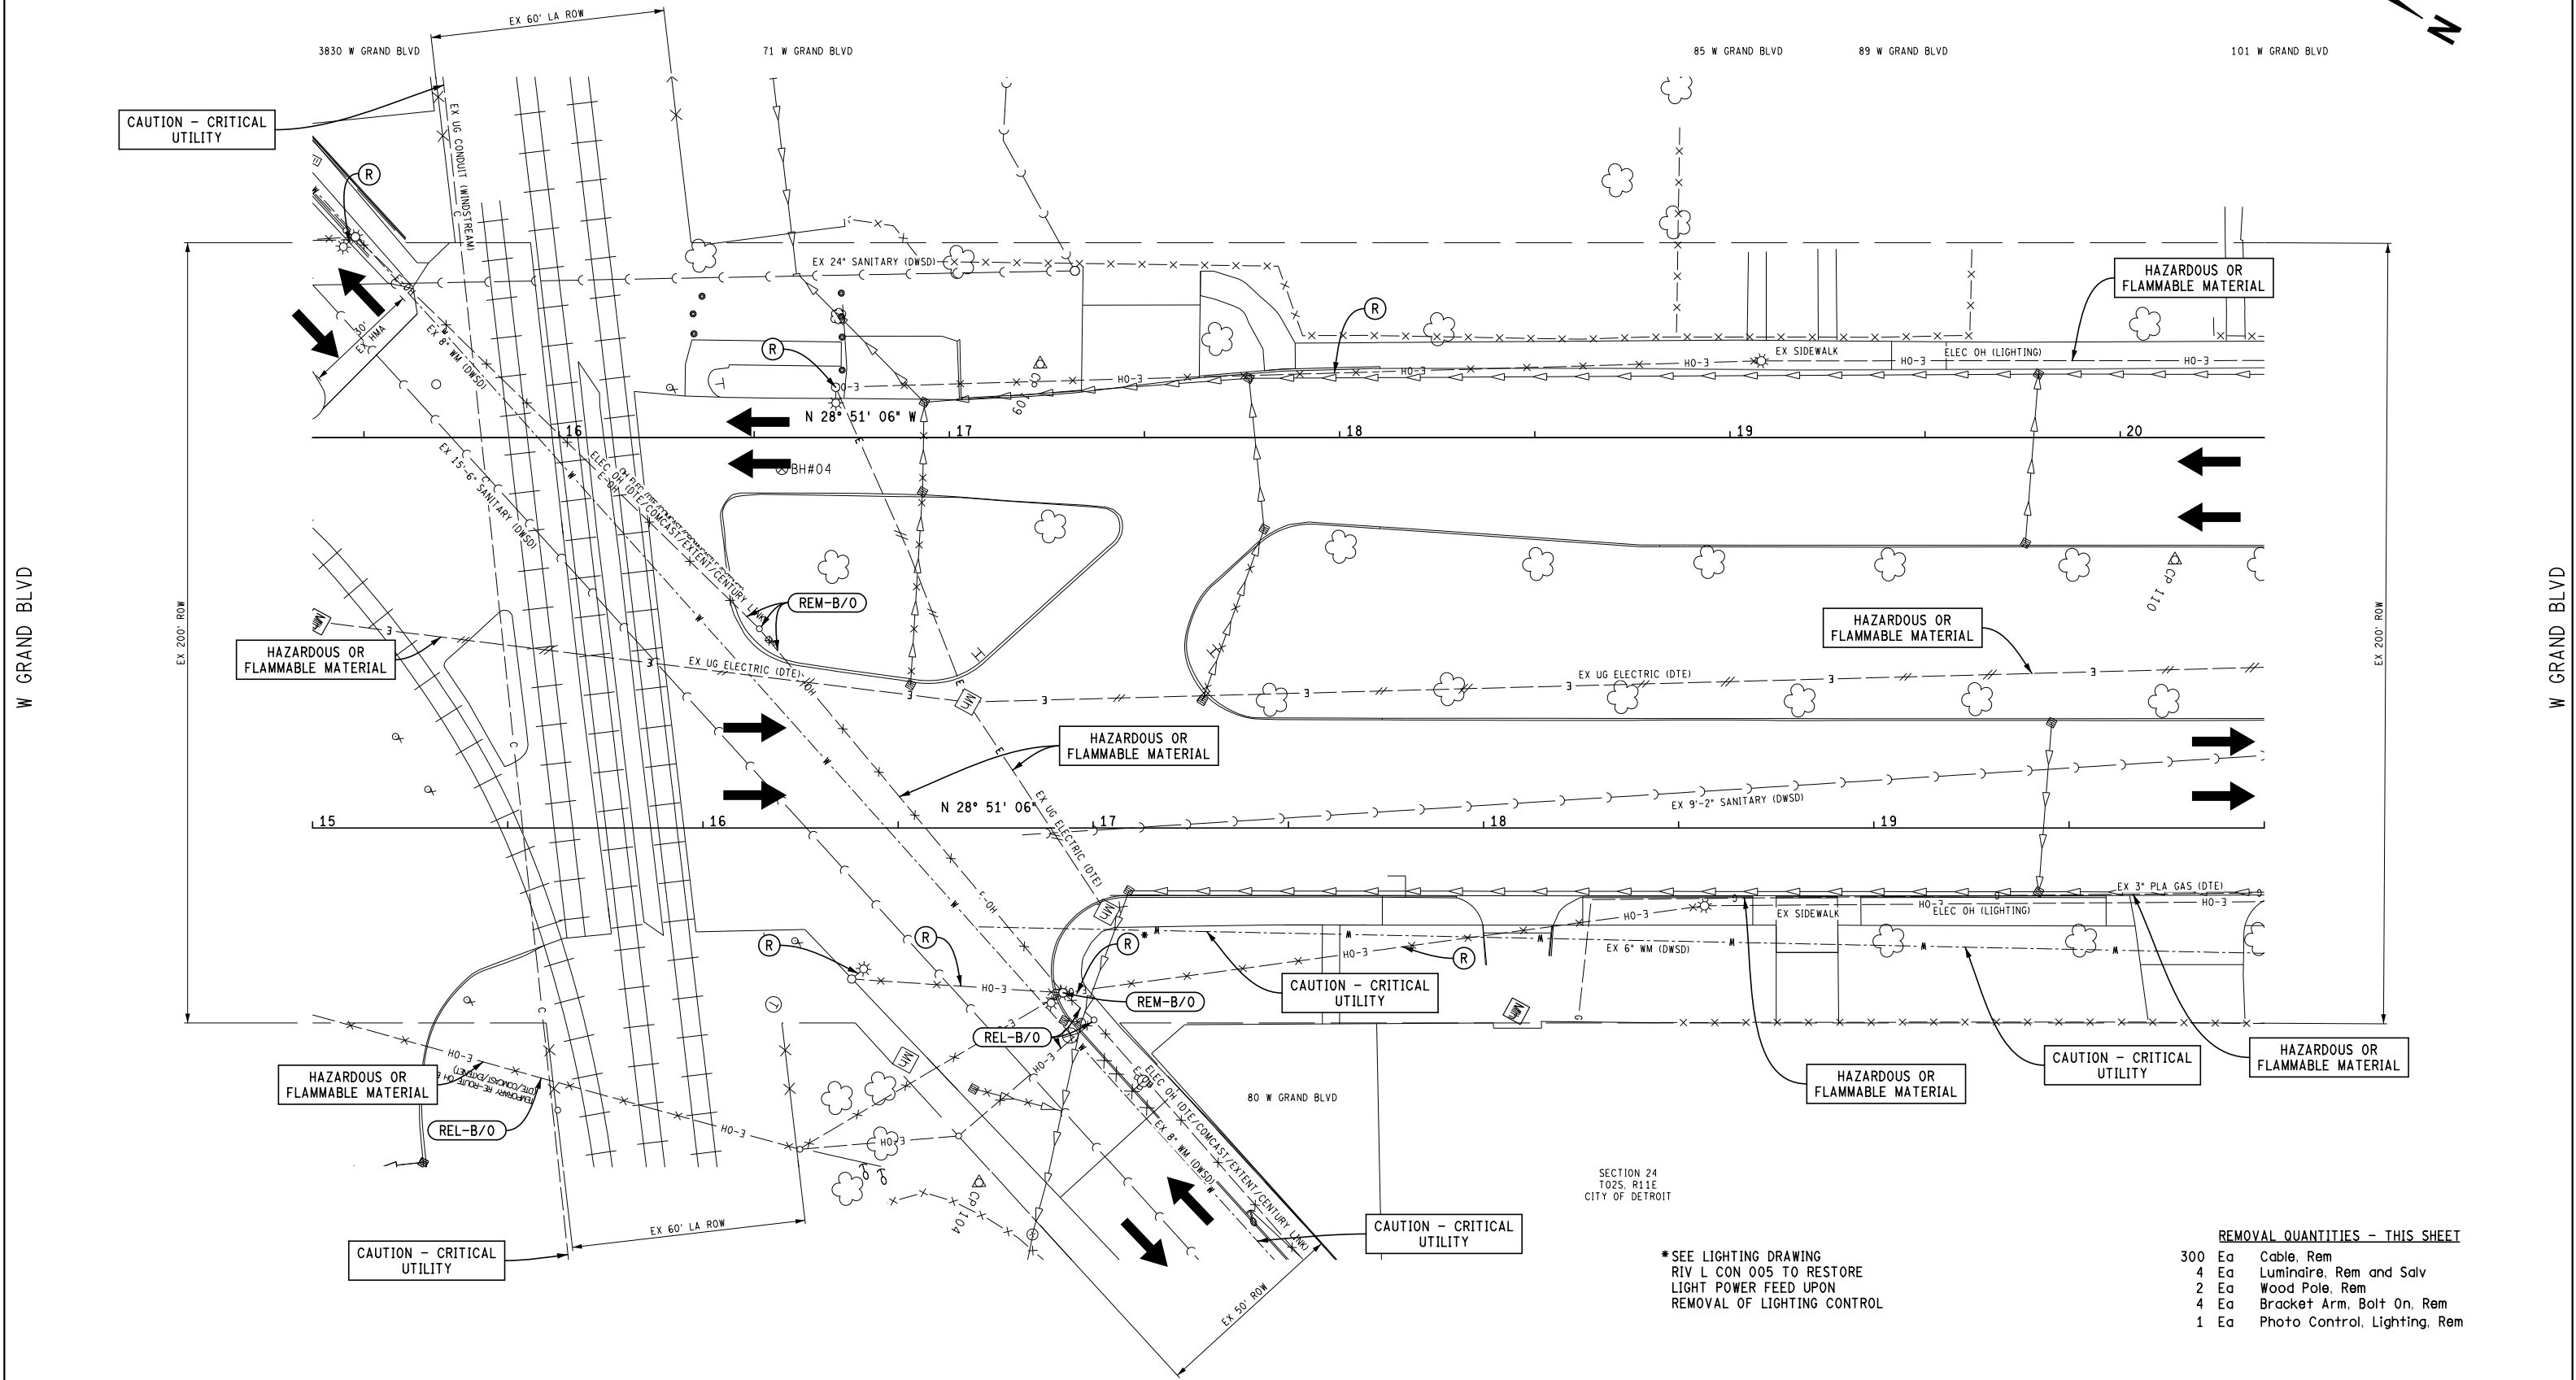 EX 60' LA ROW
3830 W GRAND BLVD
71 W GRAND BLVD
85 W GRAND BLVD
89 W GRAND BLVD
101 W GRAND BLVD
N
CAUTION - CRITICAL
UTILITY
EX UG CONDUIT (WINDSTREAM)
R
EX 24" SANITARY (DWSD)
HAZARDOUS OR
FLAMMABLE MATERIAL
R
R
30'
EX HMA
EX 8" WM (DWSD)
EX SIDEWALK
ELEC OH (LIGHTING)
CP 109
N 28° 51' 06" W
16
17
18
19
20
BH#04
EX 15'-6" SANITARY (DWSD)
ELEC OH (DTE/COMCAST/EXTENT/CENTURY LINK)
W GRAND BLVD
EX 200' ROW
REM-B/O
CP 110
HAZARDOUS OR
FLAMMABLE MATERIAL
HAZARDOUS OR
FLAMMABLE MATERIAL
EX UG ELECTRIC (DTE)
EX UG ELECTRIC (DTE)
EX 200' ROW
W GRAND BLVD
HAZARDOUS OR
FLAMMABLE MATERIAL
N 28° 51' 06"
EX UG ELECTRIC (DTE)
EX 9'-2" SANITARY (DWSD)
15
16
17
18
19
EX 3" PLA GAS (DTE)
EX SIDEWALK
ELEC OH (LIGHTING)
R
R
R
*
R
EX 6" WM (DWSD)
CAUTION - CRITICAL
UTILITY
REM-B/O
REL-B/O
HAZARDOUS OR
FLAMMABLE MATERIAL
TEMPORARY RE-ROUTE OH E
(DTE/COMCAST/EXTENET)
REL-B/O
HAZARDOUS OR
FLAMMABLE MATERIAL
CAUTION - CRITICAL
UTILITY
HAZARDOUS OR
FLAMMABLE MATERIAL
80 W GRAND BLVD
ELEC OH (DTE/COMCAST/EXTENT/CENTURY LINK)
EX 8" WM (DWSD)
CP 104
SECTION 24
T02S, R11E
CITY OF DETROIT
EX 60' LA ROW
CAUTION - CRITICAL
UTILITY
CAUTION - CRITICAL
UTILITY
EX 50' ROW
*SEE LIGHTING DRAWING
RIV L CON 005 TO RESTORE
LIGHT POWER FEED UPON
REMOVAL OF LIGHTING CONTROL
REMOVAL QUANTITIES - THIS SHEET
300 Ea Cable, Rem
4 Ea Luminaire, Rem and Salv
2 Ea Wood Pole, Rem
4 Ea Bracket Arm, Bolt On, Rem
1 Ea Photo Control, Lighting, Rem